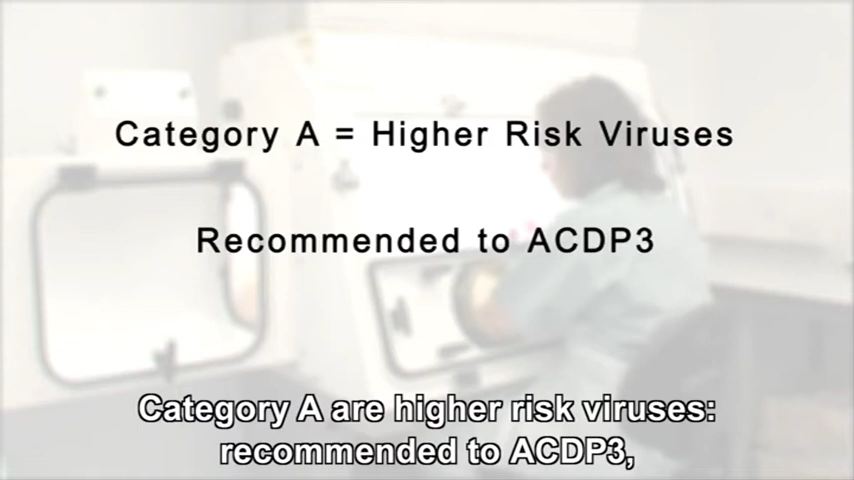 Category A = Higher Risk Viruses
Recommended to ACDP3
Category A are higher risk viruses:
recommended to ACDP3,